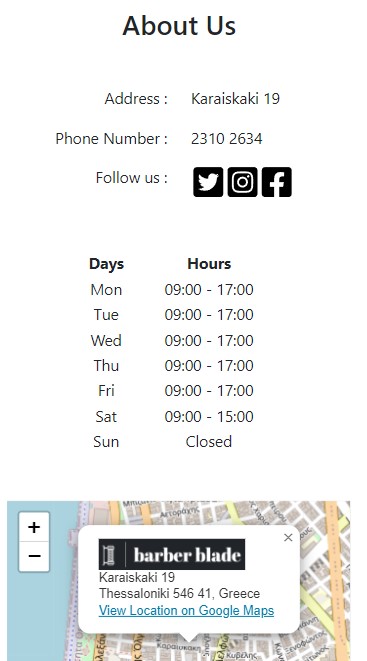 About Us
Address : Karaiskaki 19
Phone Number : 2310 2634
Follow us :
Days Hours
Mon 09:00 - 17:00
Tue 09:00 - 17:00
Wed 09:00 - 17:00
Thu 09:00 - 17:00
Fri 09:00 - 17:00
Sat 09:00 - 15:00
Sun Closed
+
−
×
barber blade
Karaiskaki 19
Thessaloniki 546 41, Greece
View Location on Google Maps